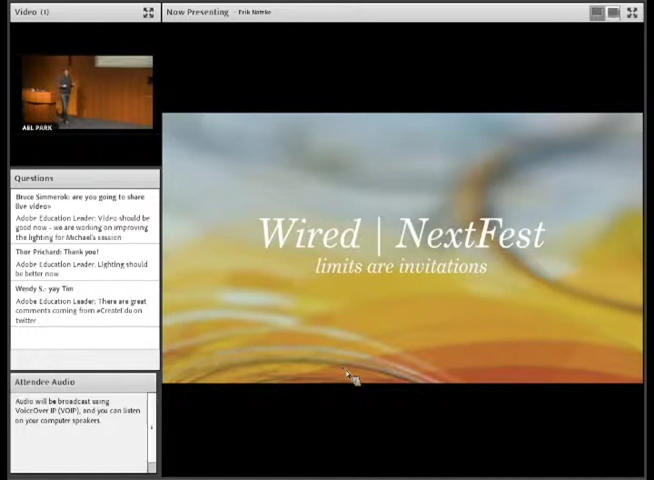 Video (1)
Now Presenting - Erik Natzke
AEL PARK
Questions
Bruce Simmerok: are you going to share
live video>
Adobe Education Leader: Video should be
good now - we are working on improving
the lighting for Michael's session
Thor Prichard: Thank you!
Adobe Education Leader: Lighting should
be better now
Wendy S.: yay Tim
Adobe Education Leader: There are great
comments coming from #CreateEdu on
twitter
Wired | NextFest
limits are invitations
Attendee Audio
Audio will be broadcast using
VoiceOver IP (VOIP), and you can listen
on your computer speakers.